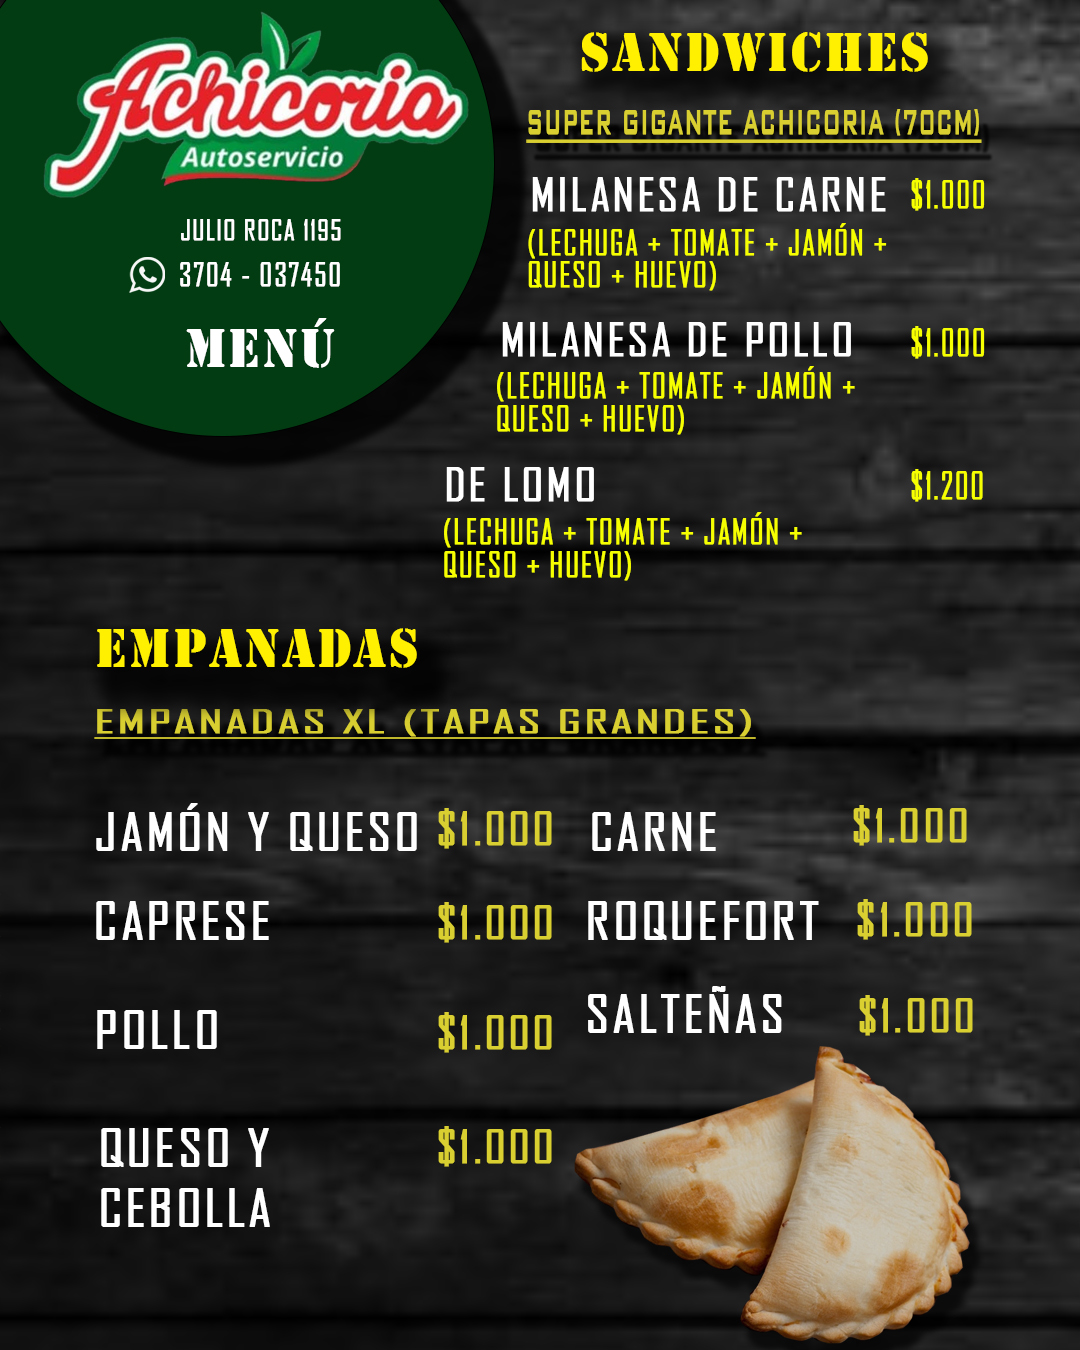 Achicoria
Autoservicio
JULIO ROCA 1195
3704 - 037450
MENÚ
SANDWICHES
SUPER GIGANTE ACHICORIA (70CM)
MILANESA DE CARNE $1.000
(LECHUGA + TOMATE + JAMÓN +
QUESO + HUEVO)
MILANESA DE POLLO $1.000
(LECHUGA + TOMATE + JAMÓN +
QUESO + HUEVO)
DE LOMO $1.200
(LECHUGA + TOMATE + JAMÓN +
QUESO + HUEVO)
EMPANADAS
EMPANADAS XL (TAPAS GRANDES)
JAMÓN Y QUESO $1.000
CAPRESE $1.000
POLLO $1.000
QUESO Y $1.000
CEBOLLA
CARNE $1.000
ROQUEFORT $1.000
SALTEÑAS $1.000